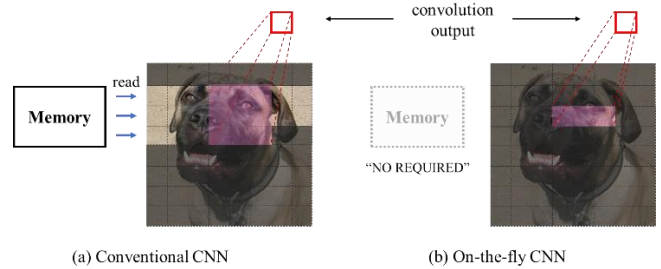 convolution
output
read
Memory
Memory
“NO REQUIRED”
(a) Conventional CNN
(b) On-the-fly CNN